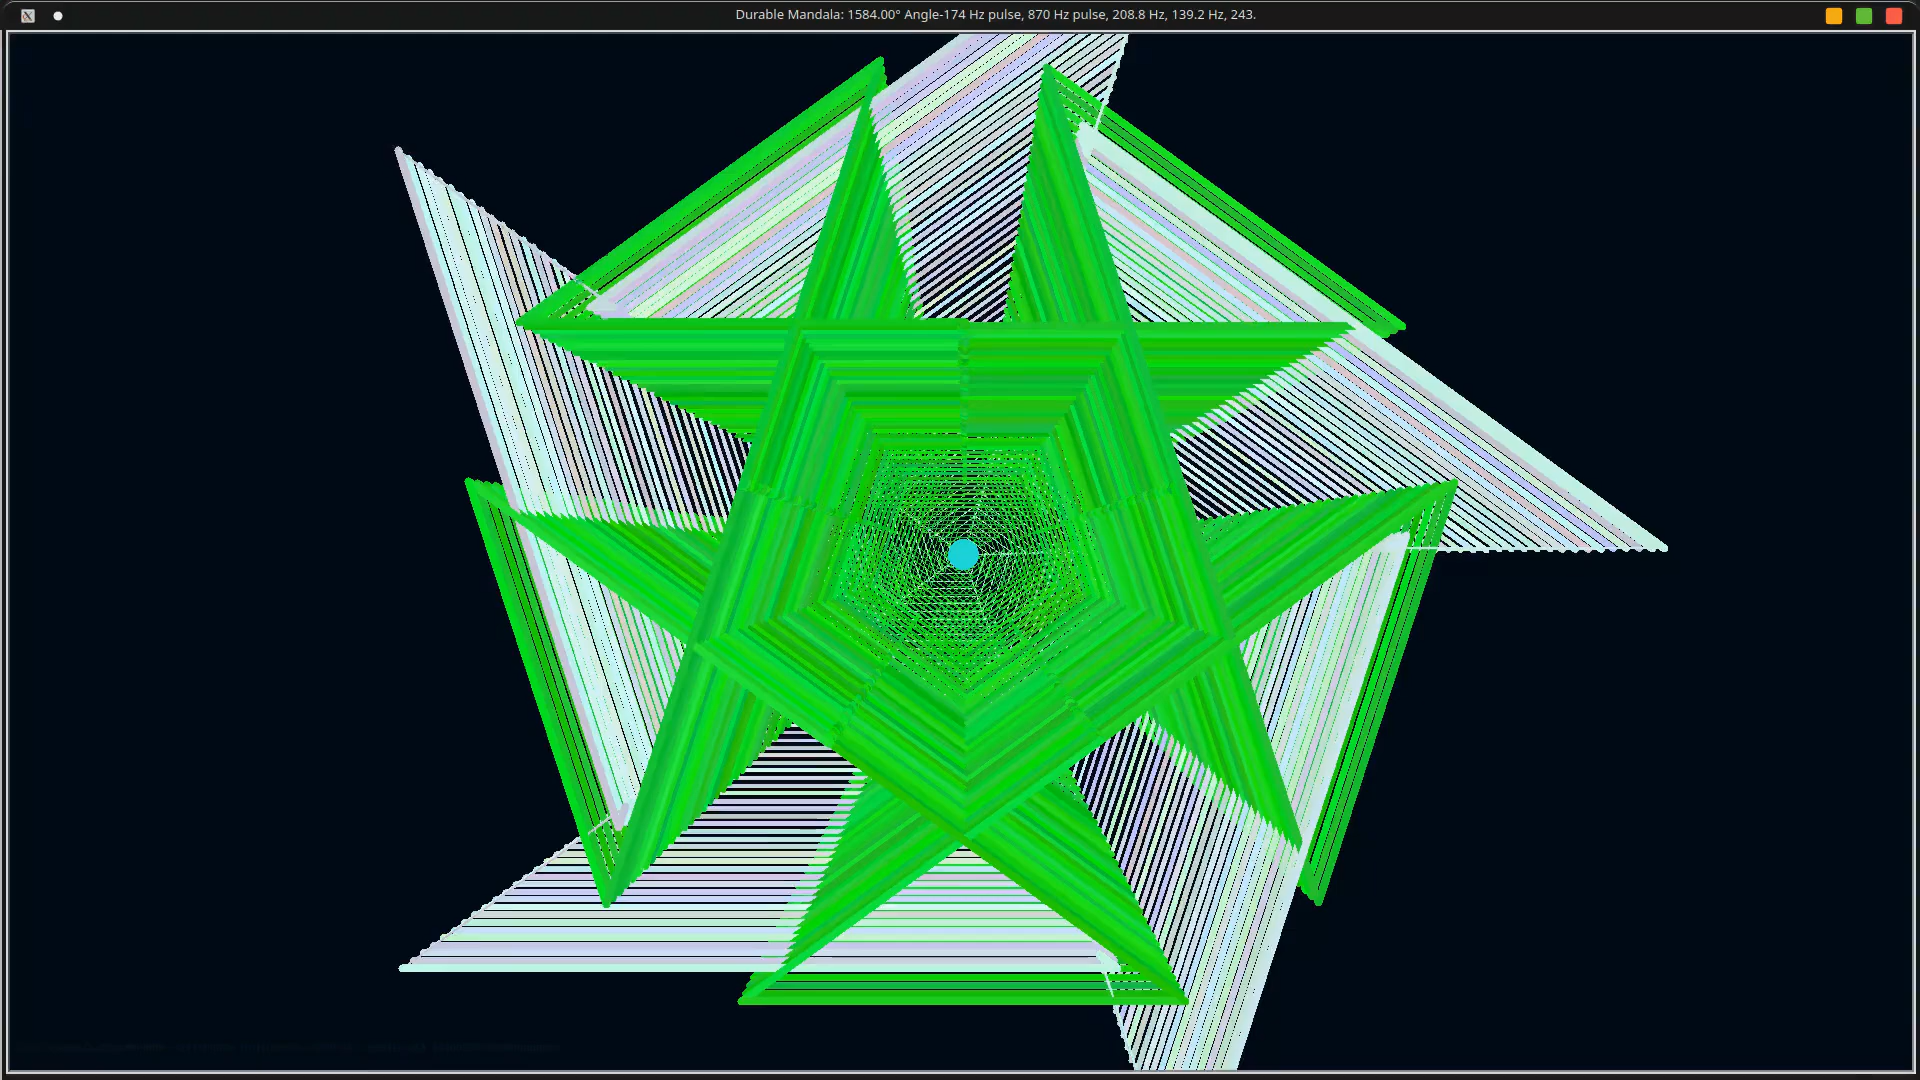 Durable Mandala: 1584.00° Angle-174 Hz pulse, 870 Hz pulse, 208.8 Hz, 139.2 Hz, 243.